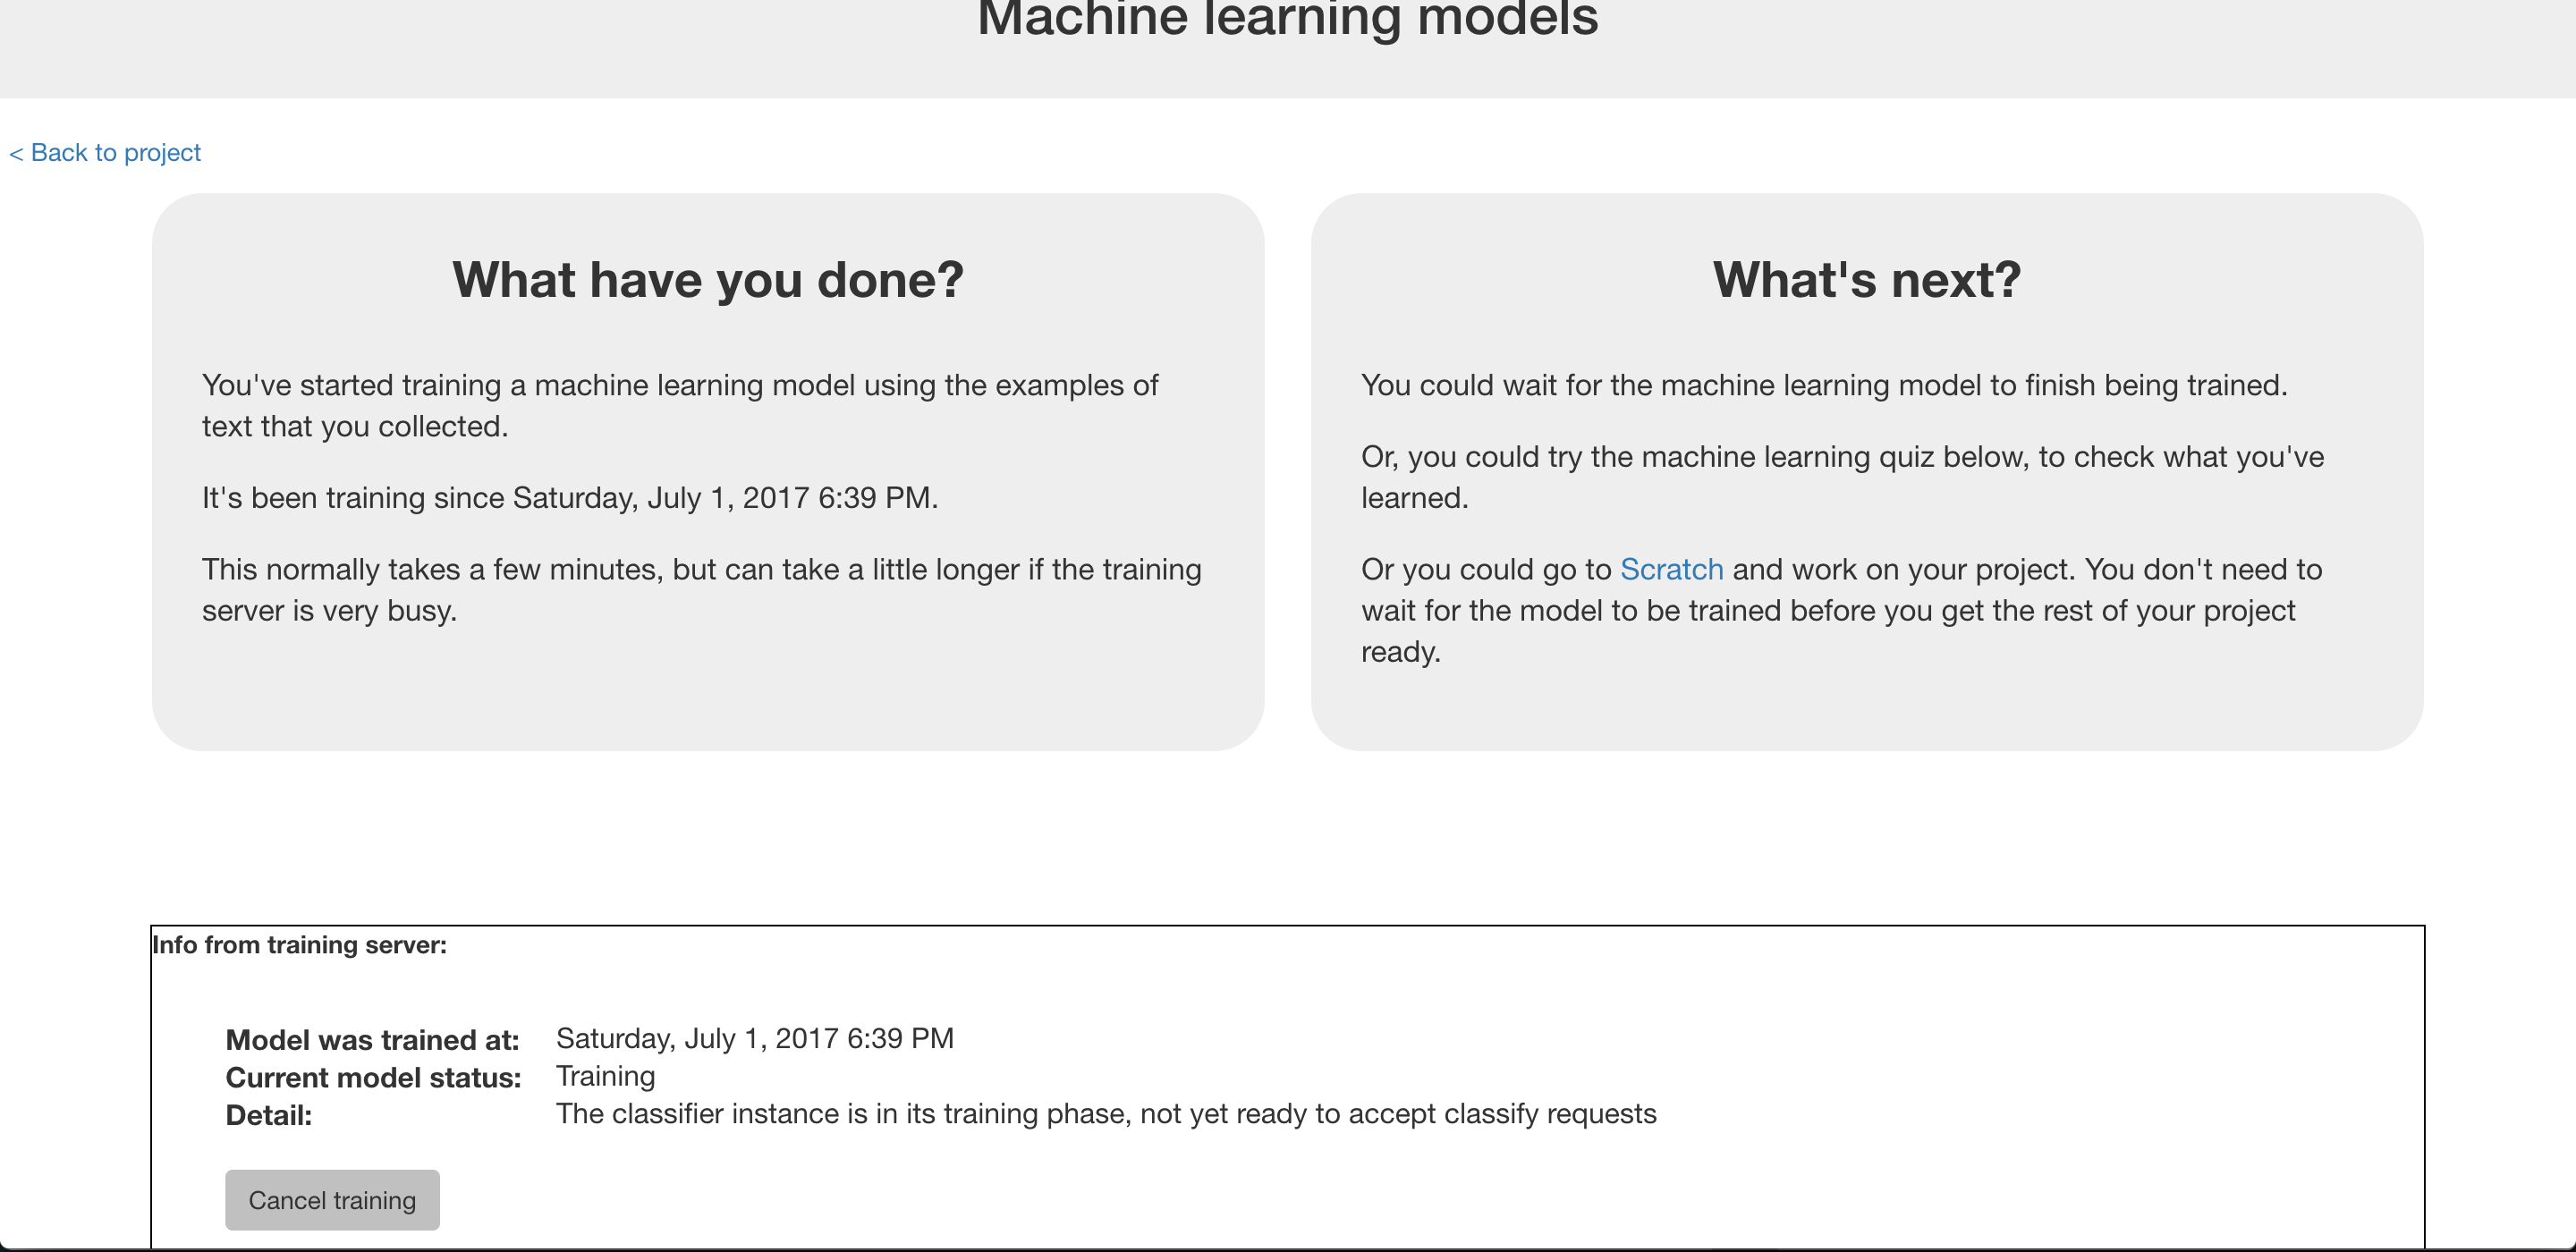 Machine learning models
< Back to project
What have you done?
You've started training a machine learning model using the examples of
text that you collected.
It's been training since Saturday, July 1, 2017 6:39 PM.
This normally takes a few minutes, but can take a little longer if the training
server is very busy.
What's next?
You could wait for the machine learning model to finish being trained.
Or, you could try the machine learning quiz below, to check what you've
learned.
Or you could go to Scratch and work on your project. You don't need to
wait for the model to be trained before you get the rest of your project
ready.
Info from training server:
Model was trained at: Saturday, July 1, 2017 6:39 PM
Current model status: Training
Detail: The classifier instance is in its training phase, not yet ready to accept classify requests
Cancel training